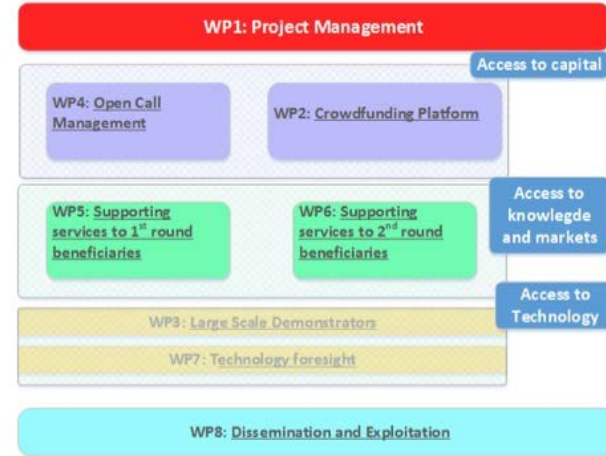 WP1: Project Management
Access to capital
WP4: Open Call
Management
WP2: Crowdfunding Platform
Access to
knowlegde
and markets
WP5: Supporting
services to 1st round
beneficiaries
WP6: Supporting
services to 2nd round
beneficiaries
Access to
Technology
WP3: Large Scale Demonstrators
WP7: Technology foresight
WP8: Dissemination and Exploitation